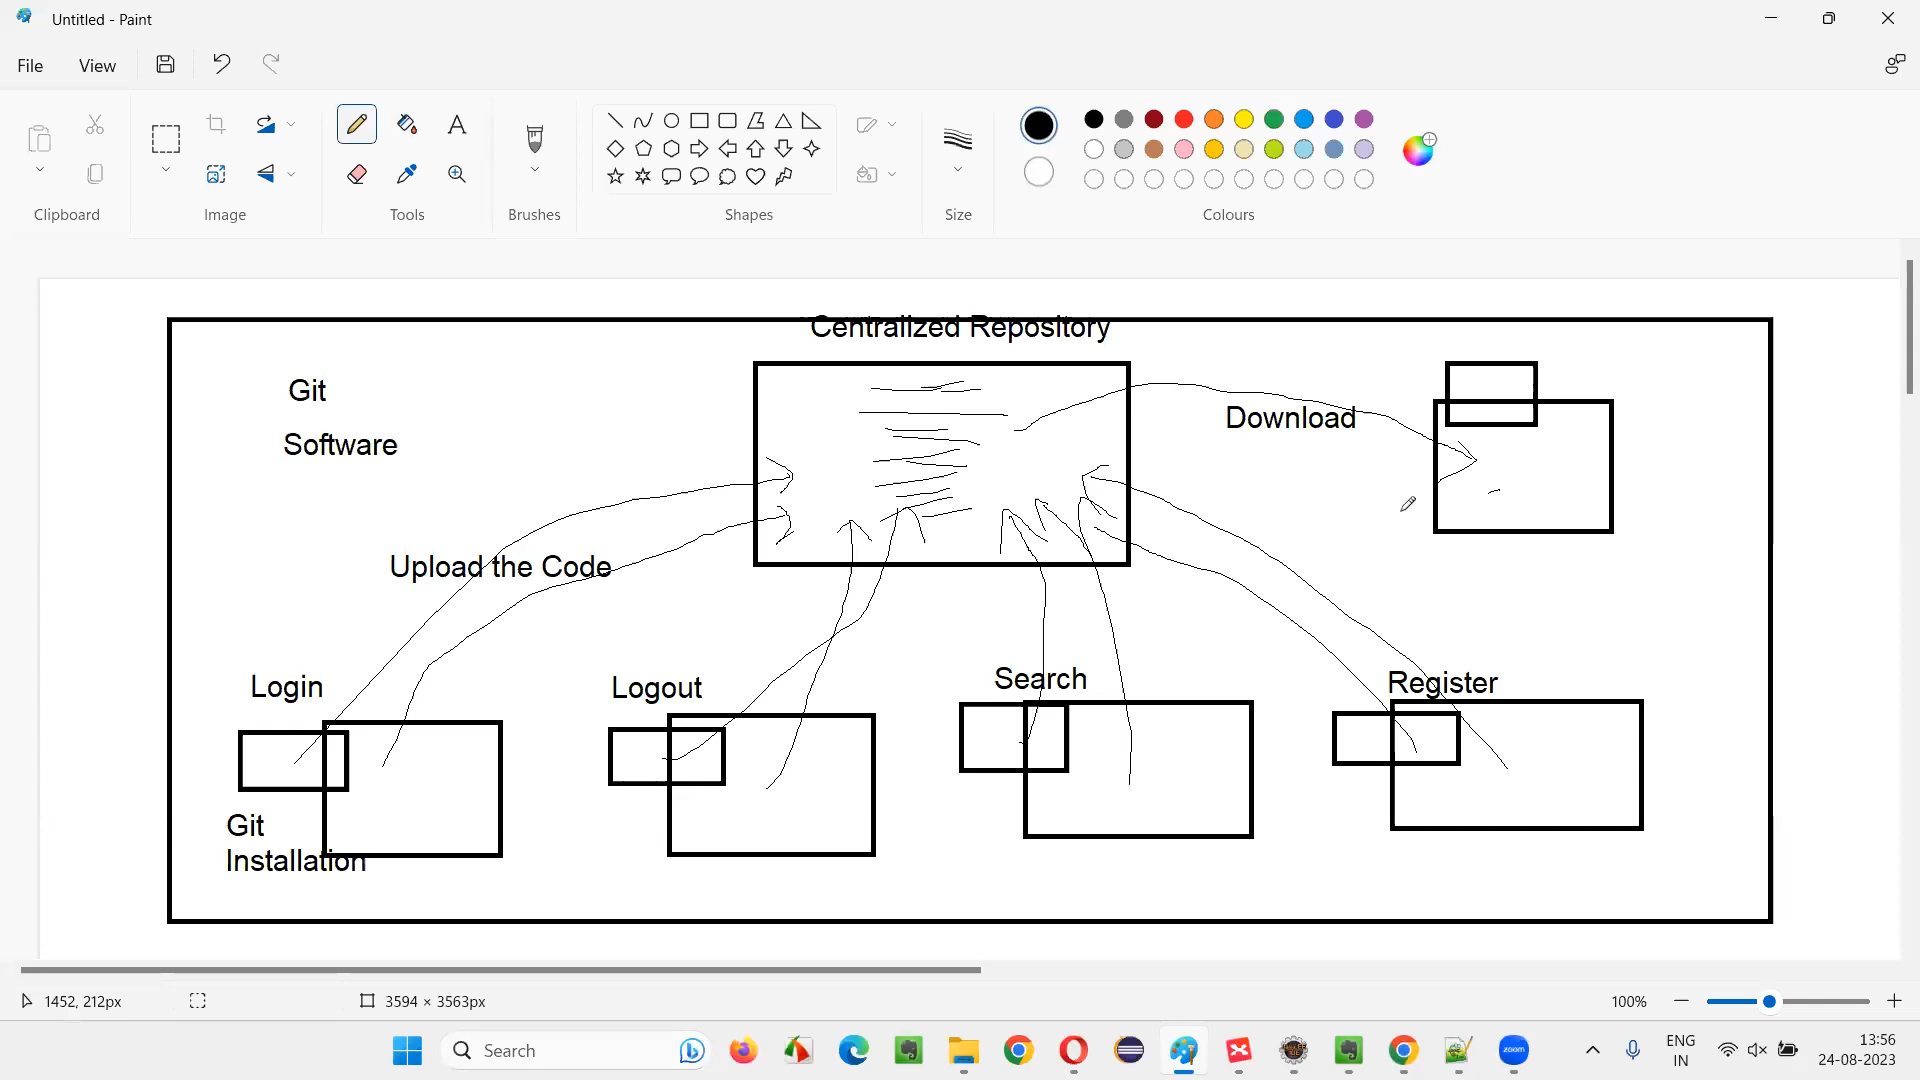 Untitled - Paint
File
View
Clipboard
Image
Tools
Brushes
Shapes
Size
Colours
Centralized Repository
Git
Software
Download
Upload the Code
Login
Logout
Search
Register
Git
Installation
1452, 212px
3594 × 3563px
100%
Search
zoom
ENG
IN
13:56
24-08-2023